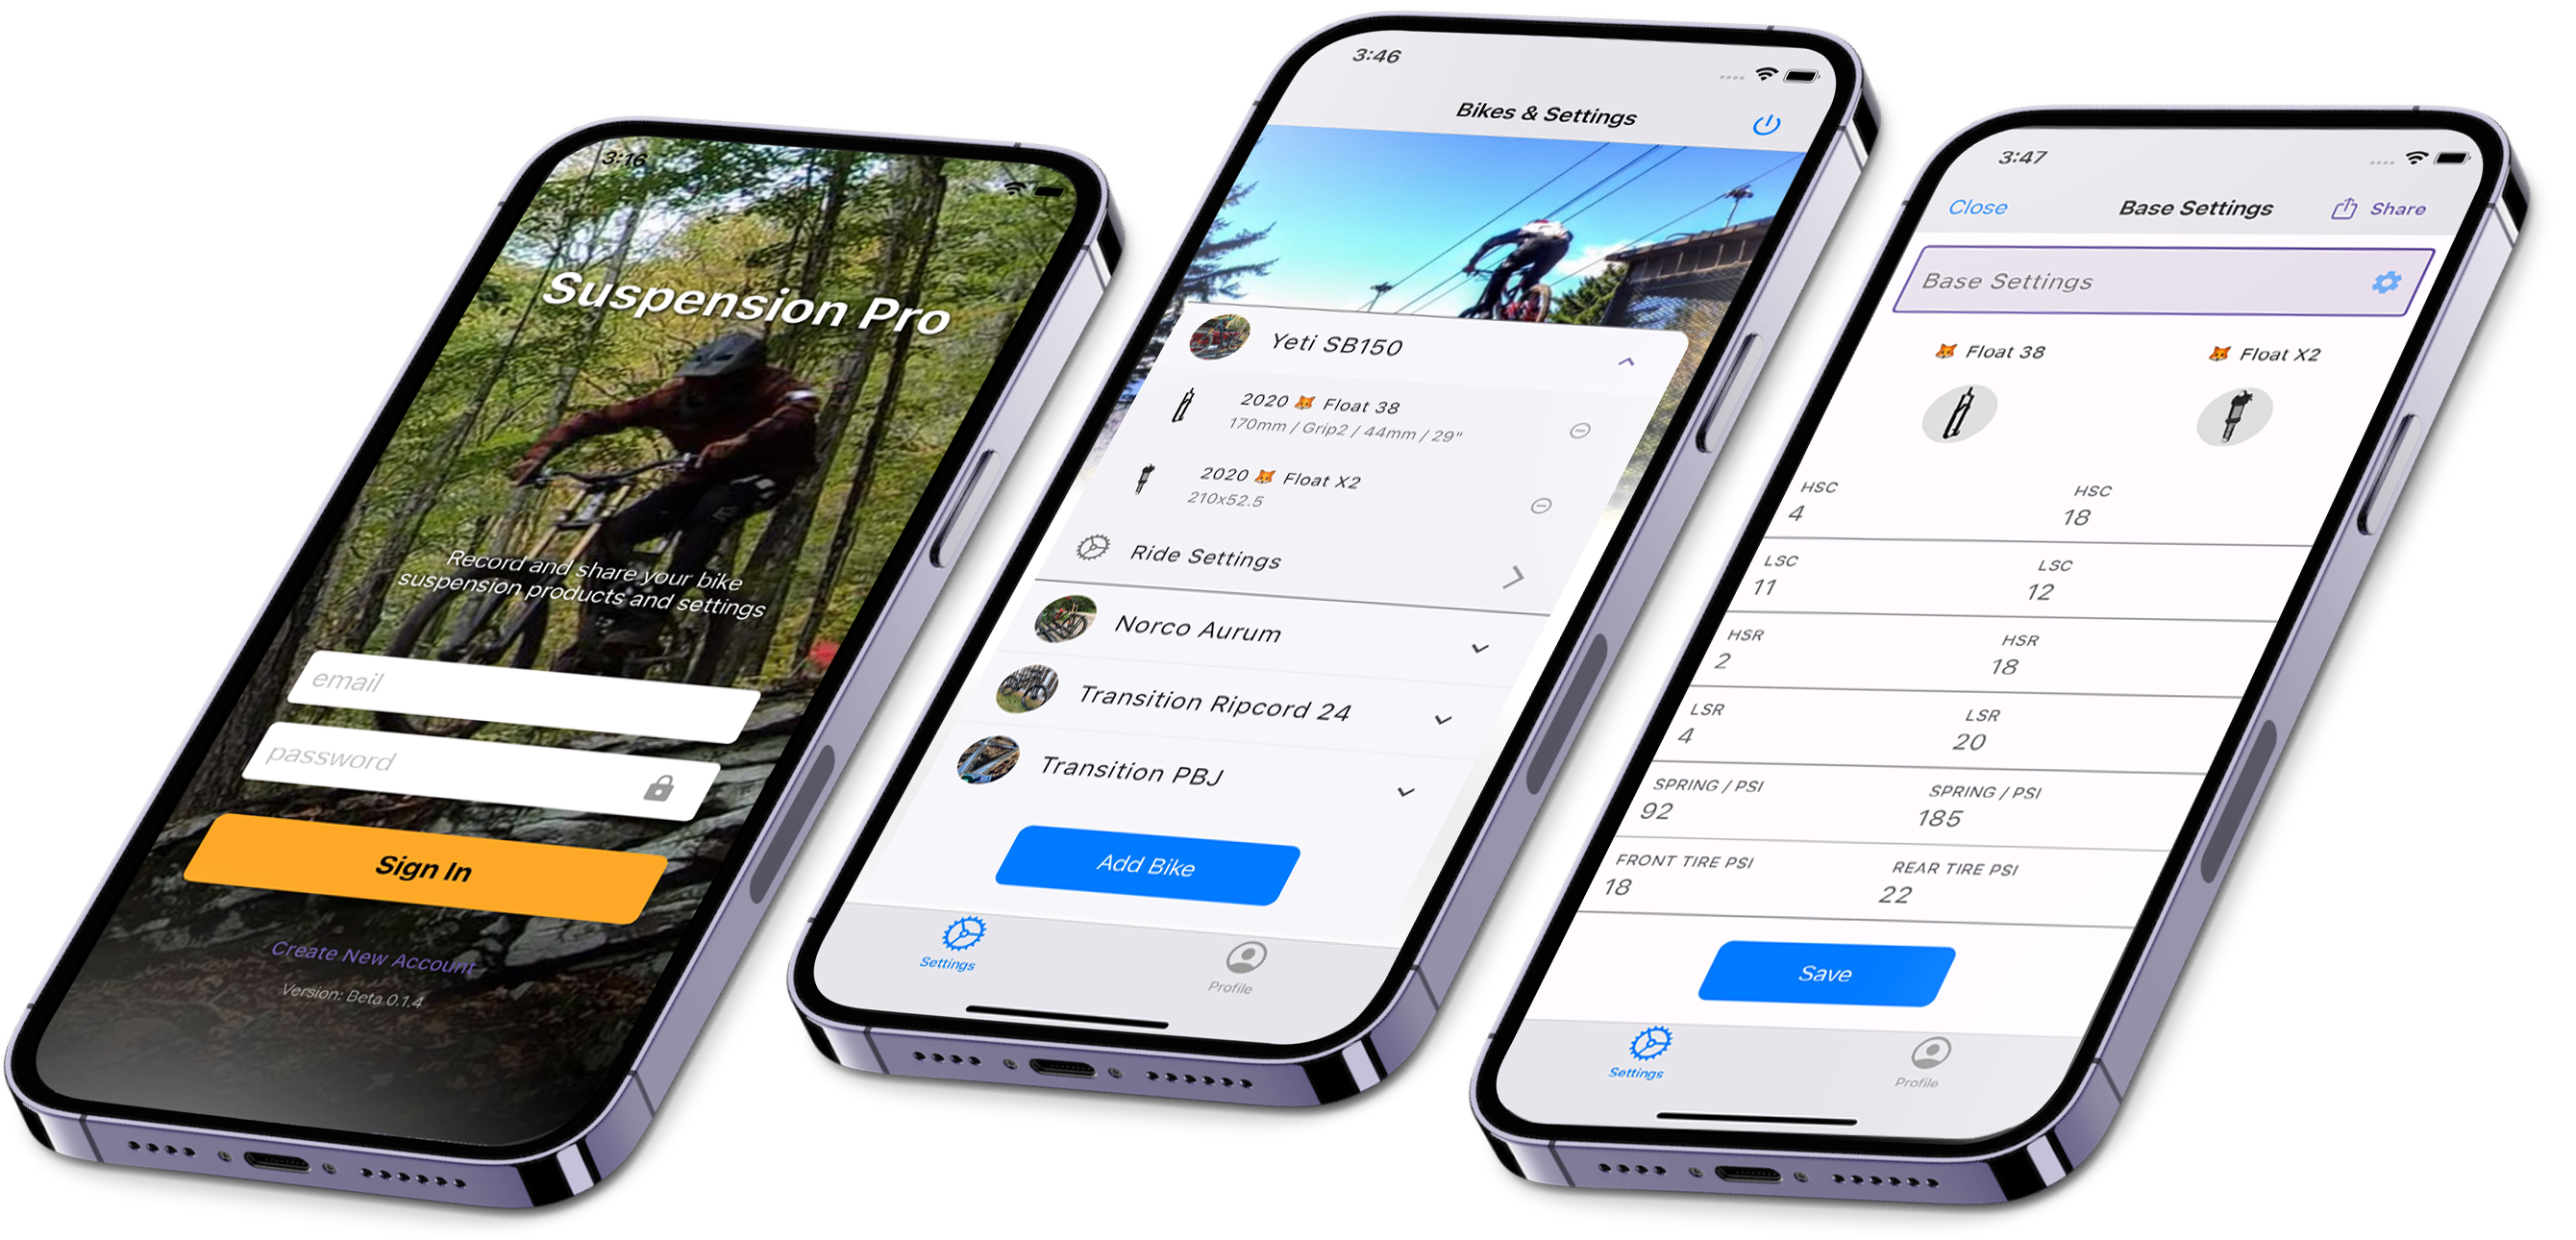 3:16
Suspension Pro
Record and share your bike
suspension products and settings
email
password
Sign In
Create New Account
Version: Beta 0.1.4
3:46
Bikes & Settings
Yeti SB150
2020 🦊 Float 38
170mm / Grip2 / 44mm / 29"
2020 🦊 Float X2
210x52.5
Ride Settings
Norco Aurum
Transition Ripcord 24
Transition PBJ
Add Bike
Settings Profile
3:47
Close Base Settings Share
Base Settings
🦊 Float 38 🦊 Float X2
HSC HSC
4 18
LSC LSC
11 12
HSR HSR
2 18
LSR LSR
4 20
SPRING / PSI SPRING / PSI
92 185
FRONT TIRE PSI REAR TIRE PSI
18 22
Save
Settings Profile